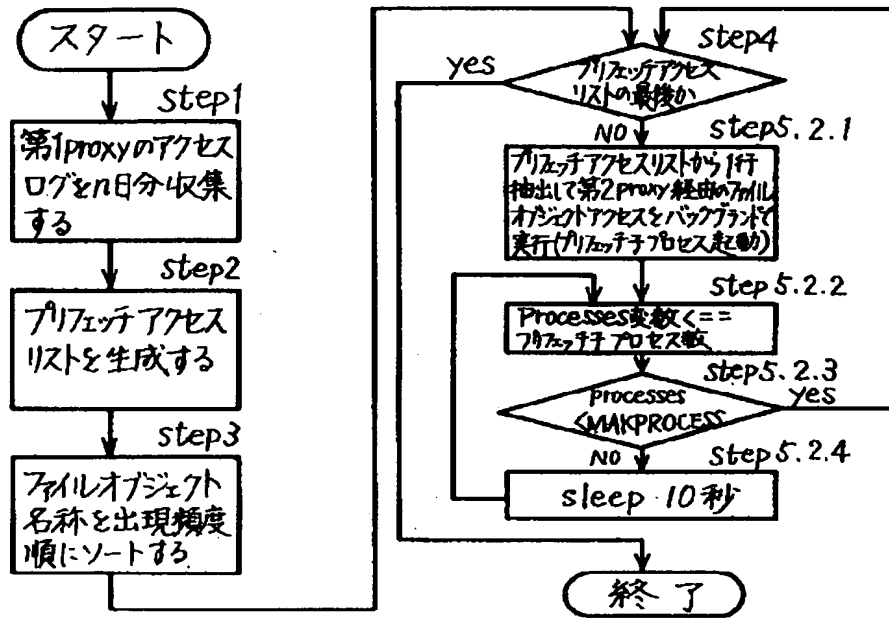 スタート
step1
第1proxyのアクセス
ログをn日分収集
する
step2
プリフェッチアクセス
リストを生成する
step3
ファイルオブジェクト
名称を出現頻度
順にソートする
step4
プリフェッチアクセス
リストの最後か
yes
NO
step5.2.1
プリフェッチアクセスリストから1行
抽出して第2proxy経由のファイル
オブジェクトアクセスをバックグランドで
実行(プリフェッチ子プロセス起動)
step5.2.2
Processes変数<==
プリフェッチ子プロセス数
step5.2.3
processes
<MAKPROCESS
yes
NO
step5.2.4
sleep 10秒
終了